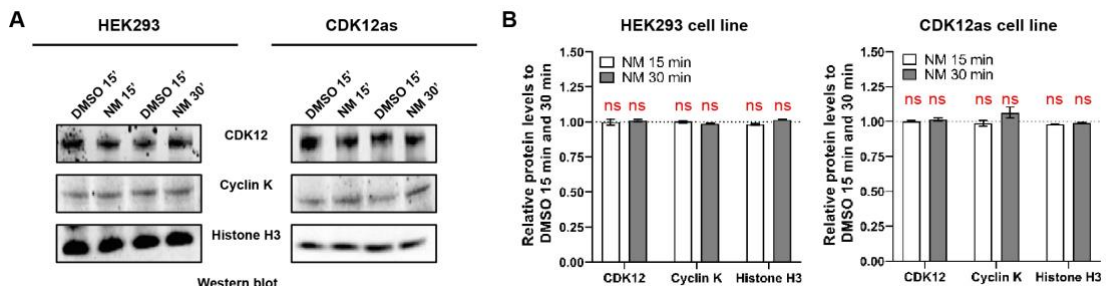 A
HEK293
CDK12as
DMSO 15'
NM 15'
DMSO 15'
NM 30'
DMSO 15'
NM 15'
DMSO 15'
NM 30'
CDK12
Cyclin K
Histone H3
Western blot
B
HEK293 cell line
Relative protein levels to
DMSO 15 min and 30 min
1.50
1.25
1.00
0.75
0.50
0.25
0.00
NM 15 min
NM 30 min
ns ns ns ns ns ns
CDK12 Cyclin K Histone H3
CDK12as cell line
Relative protein levels to
DMSO 15 min and 30 min
1.50
1.25
1.00
0.75
0.50
0.25
0.00
NM 15 min
NM 30 min
ns ns ns ns ns ns
CDK12 Cyclin K Histone H3